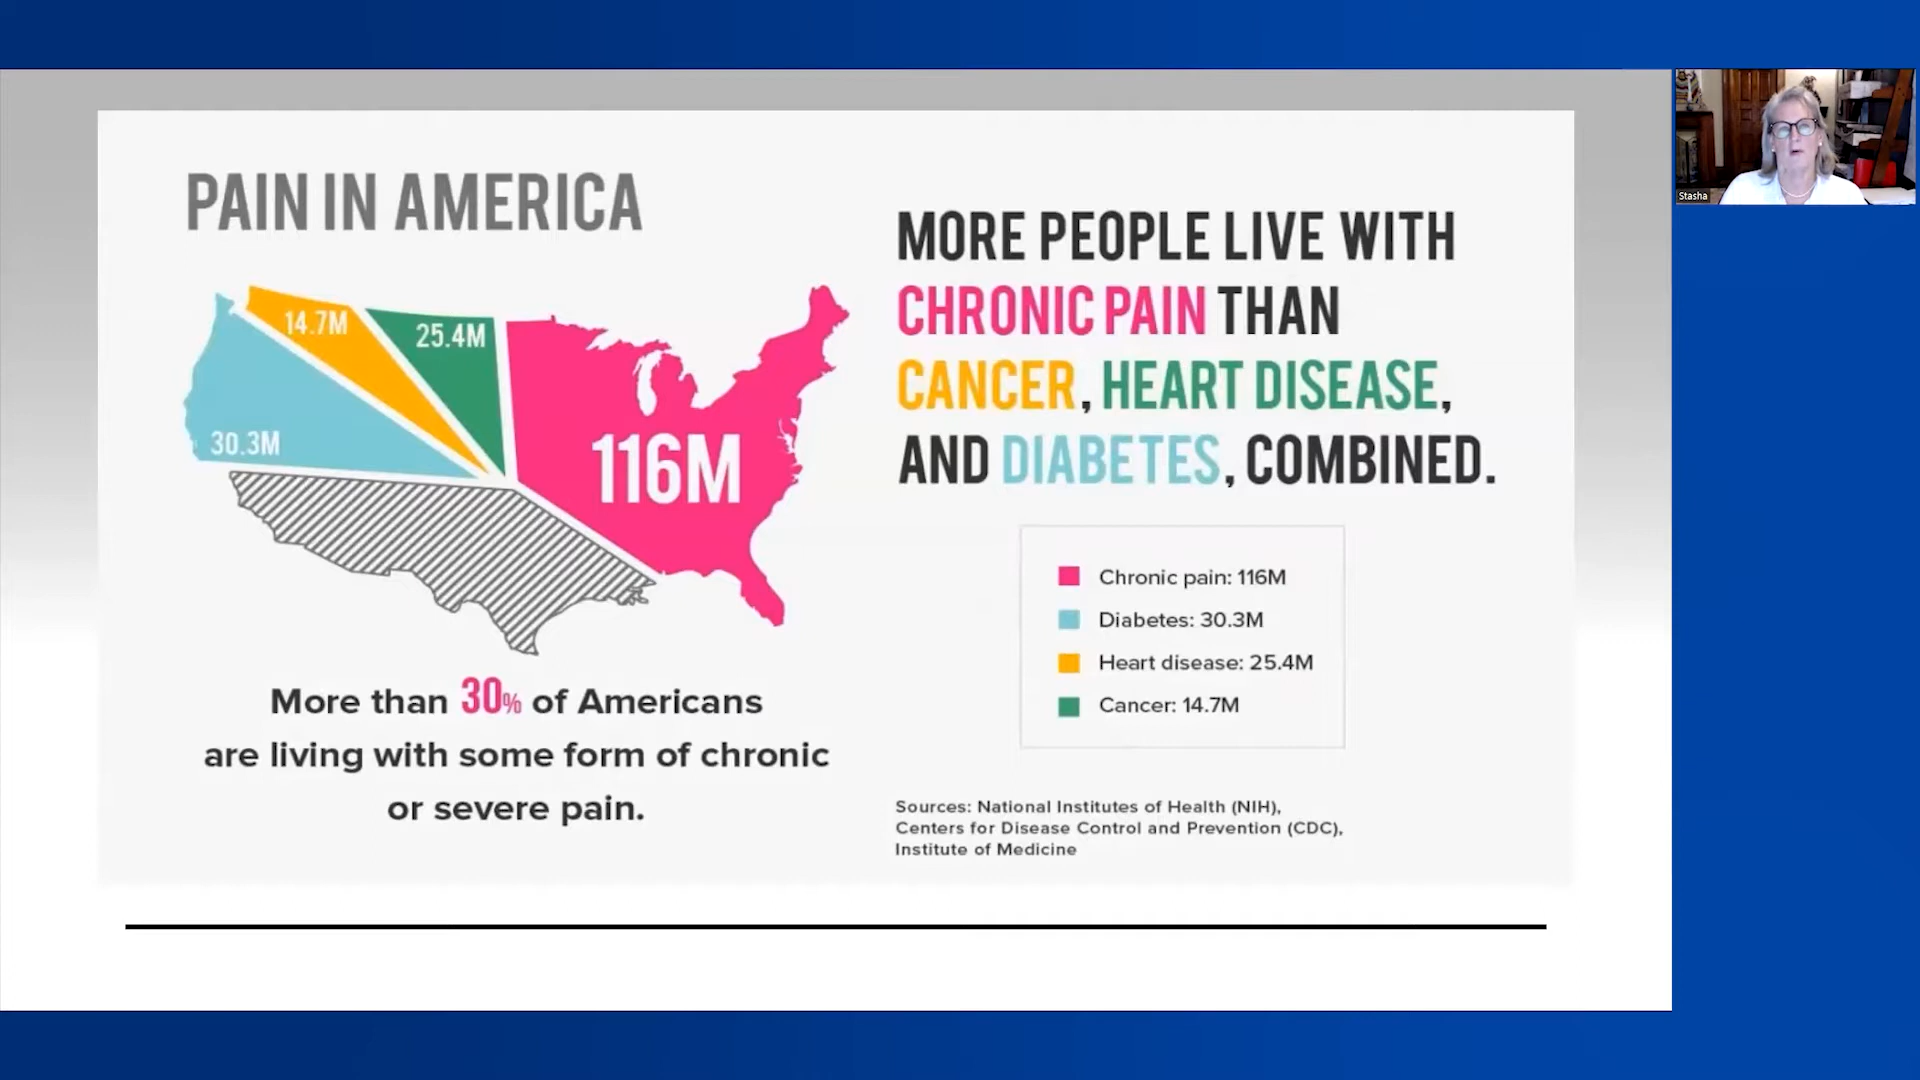 PAIN IN AMERICA
14.7M
25.4M
30.3M
116M
More than 30% of Americans
are living with some form of chronic
or severe pain.
MORE PEOPLE LIVE WITH
CHRONIC PAIN THAN
CANCER, HEART DISEASE,
AND DIABETES, COMBINED.
Chronic pain: 116M
Diabetes: 30.3M
Heart disease: 25.4M
Cancer: 14.7M
Sources: National Institutes of Health (NIH),
Centers for Disease Control and Prevention (CDC),
Institute of Medicine
Stasha